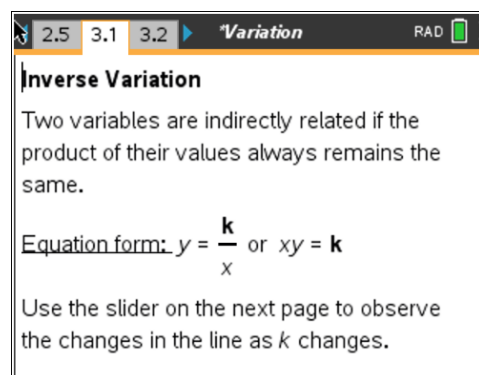 2.5 3.1 3.2 *Variation RAD
Inverse Variation
Two variables are indirectly related if the
product of their values always remains the
same.
Equation form: y = k/x or xy = k
Use the slider on the next page to observe
the changes in the line as k changes.